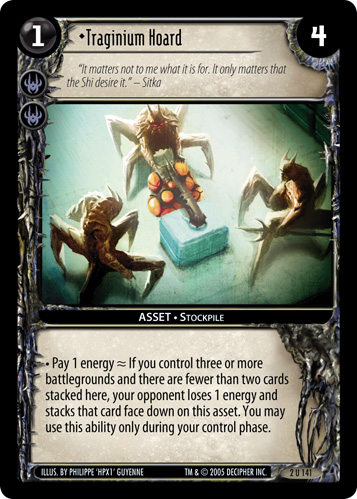 1 •Traginium Hoard 4
"It matters not to me what it is for. It only matters that
the Shi desire it." – Sitka
ASSET • STOCKPILE
• Pay 1 energy ≈ If you control three or more
battlegrounds and there are fewer than two cards
stacked here, your opponent loses 1 energy and
stacks that card face down on this asset. You may
use this ability only during your control phase.
ILLUS. BY PHILIPPE 'HPX1' GUYENNE TM & © 2005 DECIPHER INC. 2 U 141